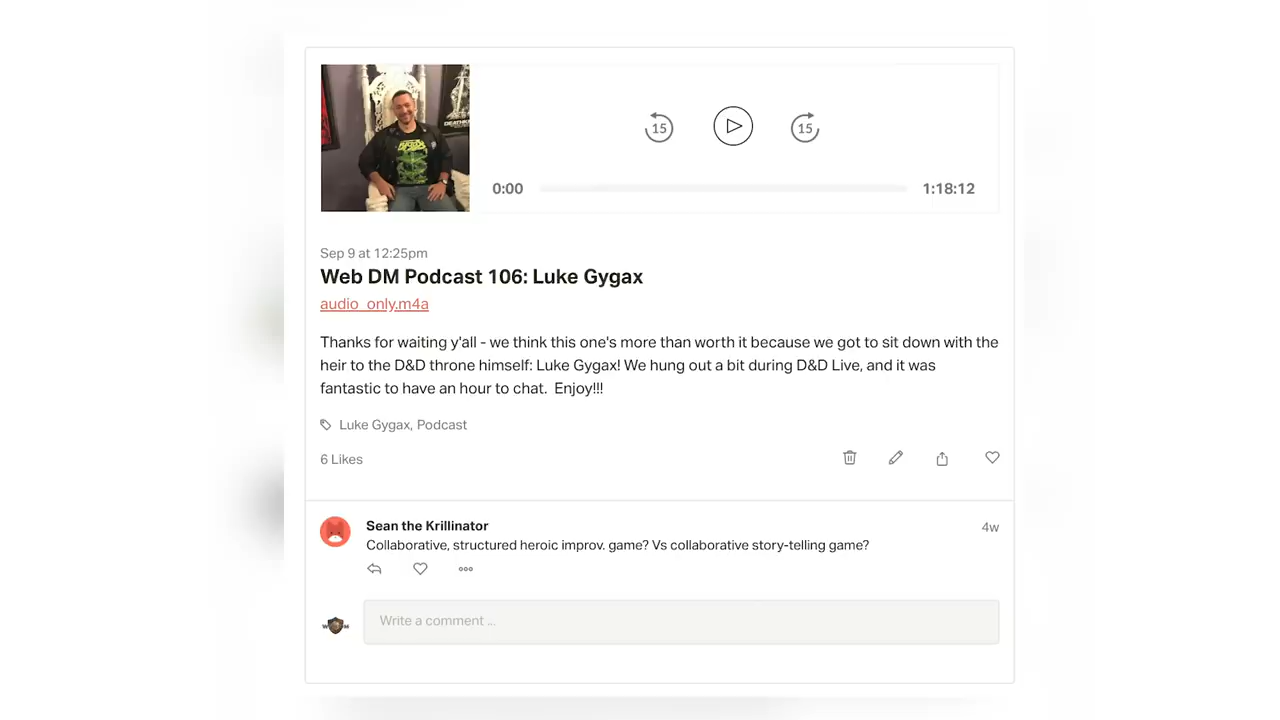 15
15
0:00
1:18:12
Sep 9 at 12:25pm
Web DM Podcast 106: Luke Gygax
audio_only.m4a
Thanks for waiting y'all - we think this one's more than worth it because we got to sit down with the
heir to the D&D throne himself: Luke Gygax! We hung out a bit during D&D Live, and it was
fantastic to have an hour to chat.  Enjoy!!!
Luke Gygax, Podcast
6 Likes
Sean the Krillinator
4w
Collaborative, structured heroic improv. game? Vs collaborative story-telling game?
Write a comment ...